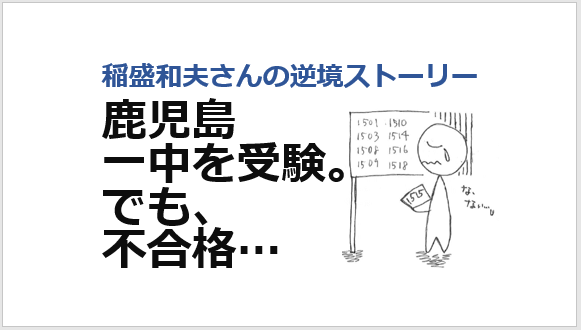 稲盛和夫さんの逆境ストーリー
鹿児島
一中を受験。
でも、
不合格…
1501 1510
1503 1514
1508 1516
1509 1518
1525
な、
ない…。